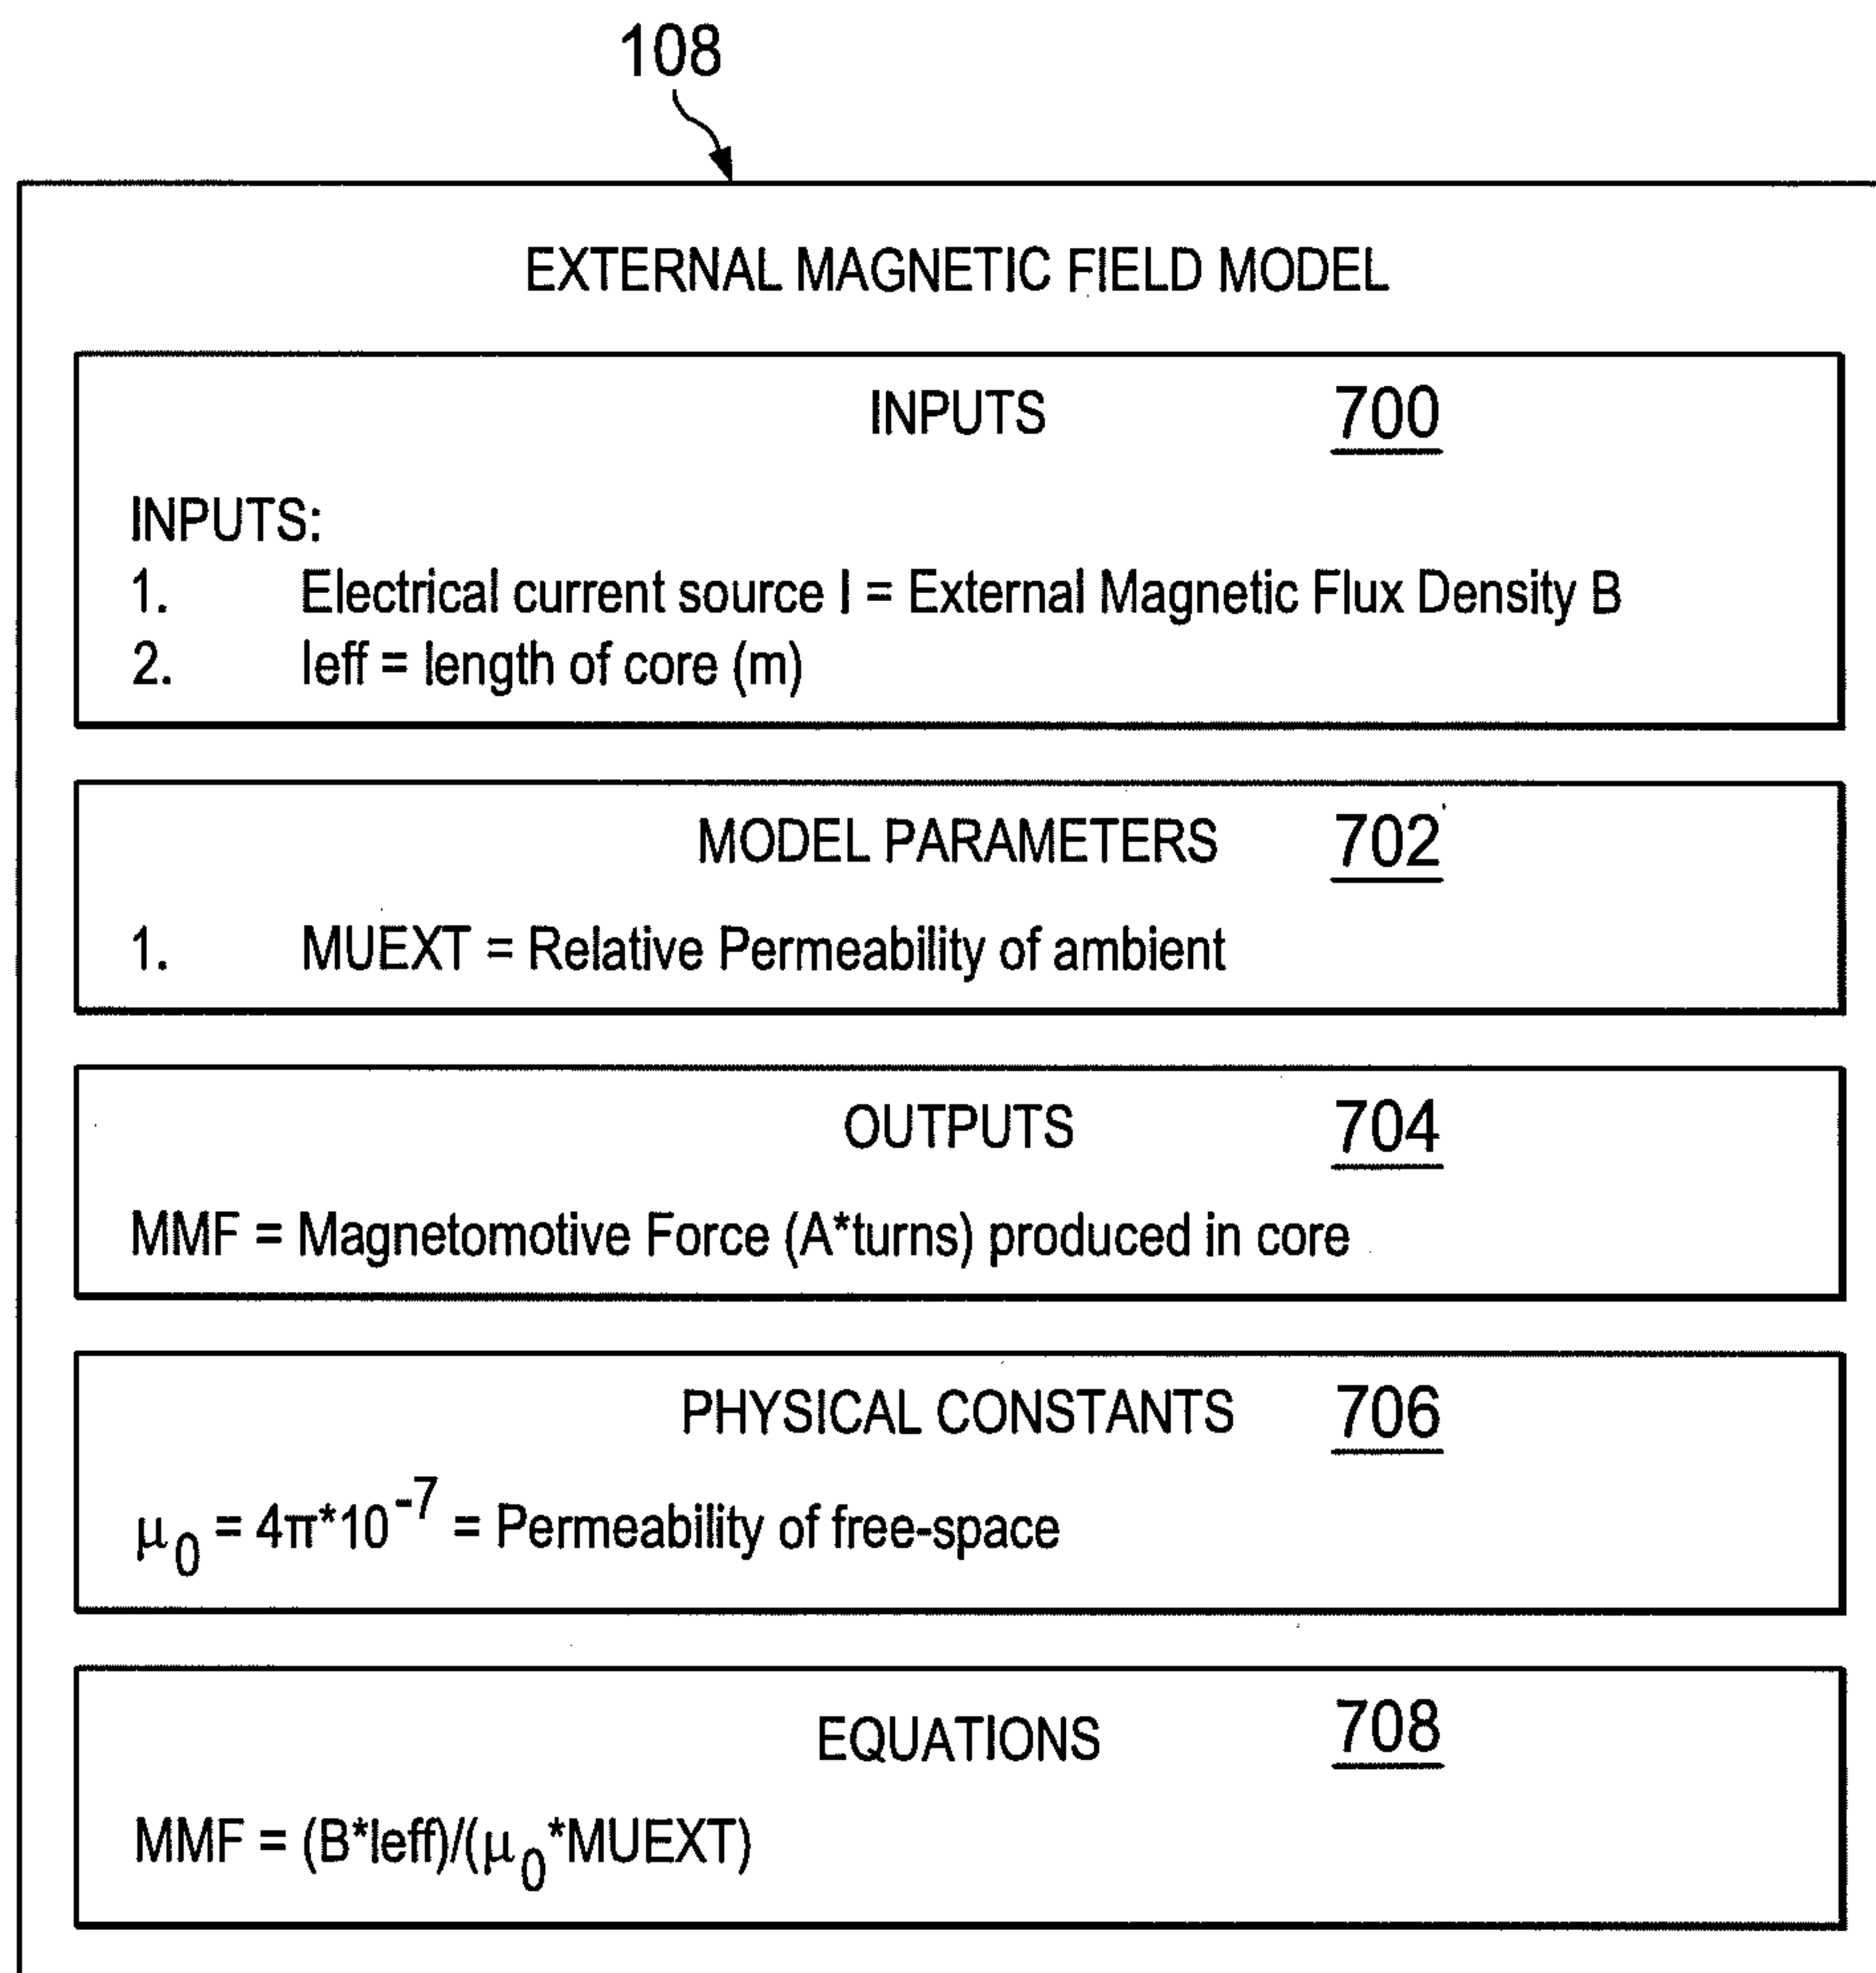 108
EXTERNAL MAGNETIC FIELD MODEL
INPUTS 700
INPUTS:
1. Electrical current source I = External Magnetic Flux Density B
2. leff = length of core (m)
MODEL PARAMETERS 702
1. MUEXT = Relative Permeability of ambient
OUTPUTS 704
MMF = Magnetomotive Force (A*turns) produced in core
PHYSICAL CONSTANTS 706
μ₀ = 4π*10⁻⁷ = Permeability of free-space
EQUATIONS 708
MMF = (B*leff)/(μ₀*MUEXT)